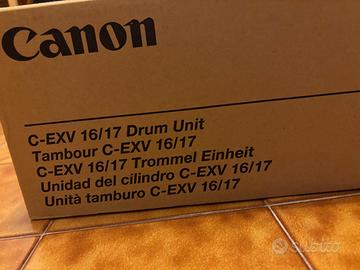 Canon
C-EXV 16/17 Drum Unit
Tambour C-EXV 16/17
C-EXV 16/17 Trommel Einheit
Unidad del cilindro C-EXV 16/17
Unità tamburo C-EXV 16/17
subito